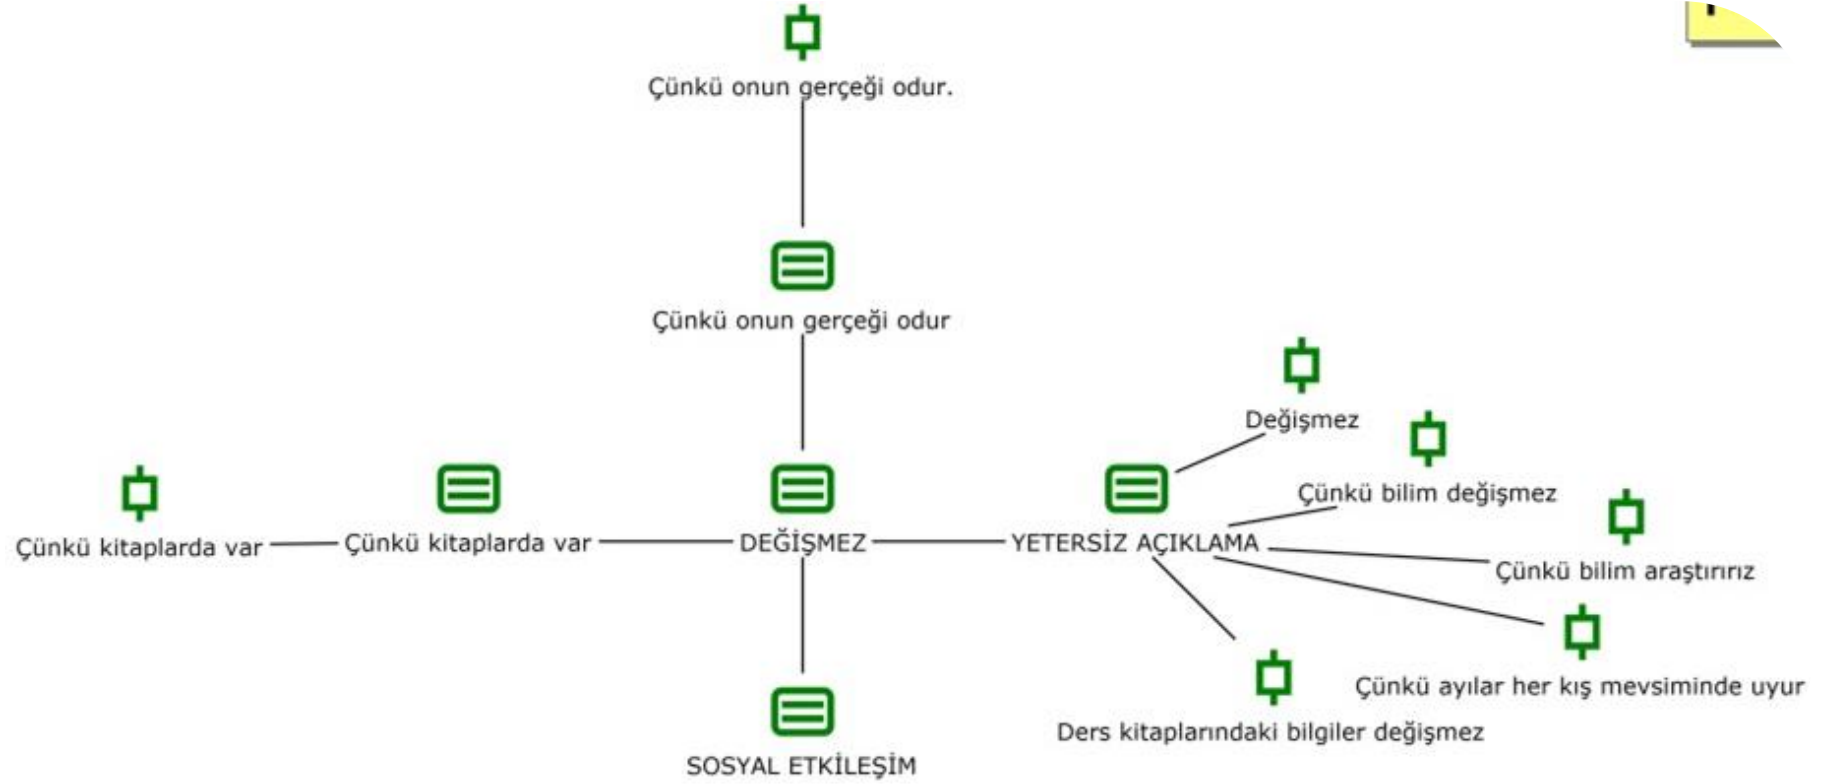 Çünkü onun gerçeği odur.
Çünkü onun gerçeği odur
Değişmez
Çünkü bilim değişmez
Çünkü kitaplarda var
Çünkü kitaplarda var
DEĞİŞMEZ
YETERSİZ AÇIKLAMA
Çünkü bilim araştırırız
Çünkü ayılar her kış mevsiminde uyur
Ders kitaplarındaki bilgiler değişmez
SOSYAL ETKİLEŞİM